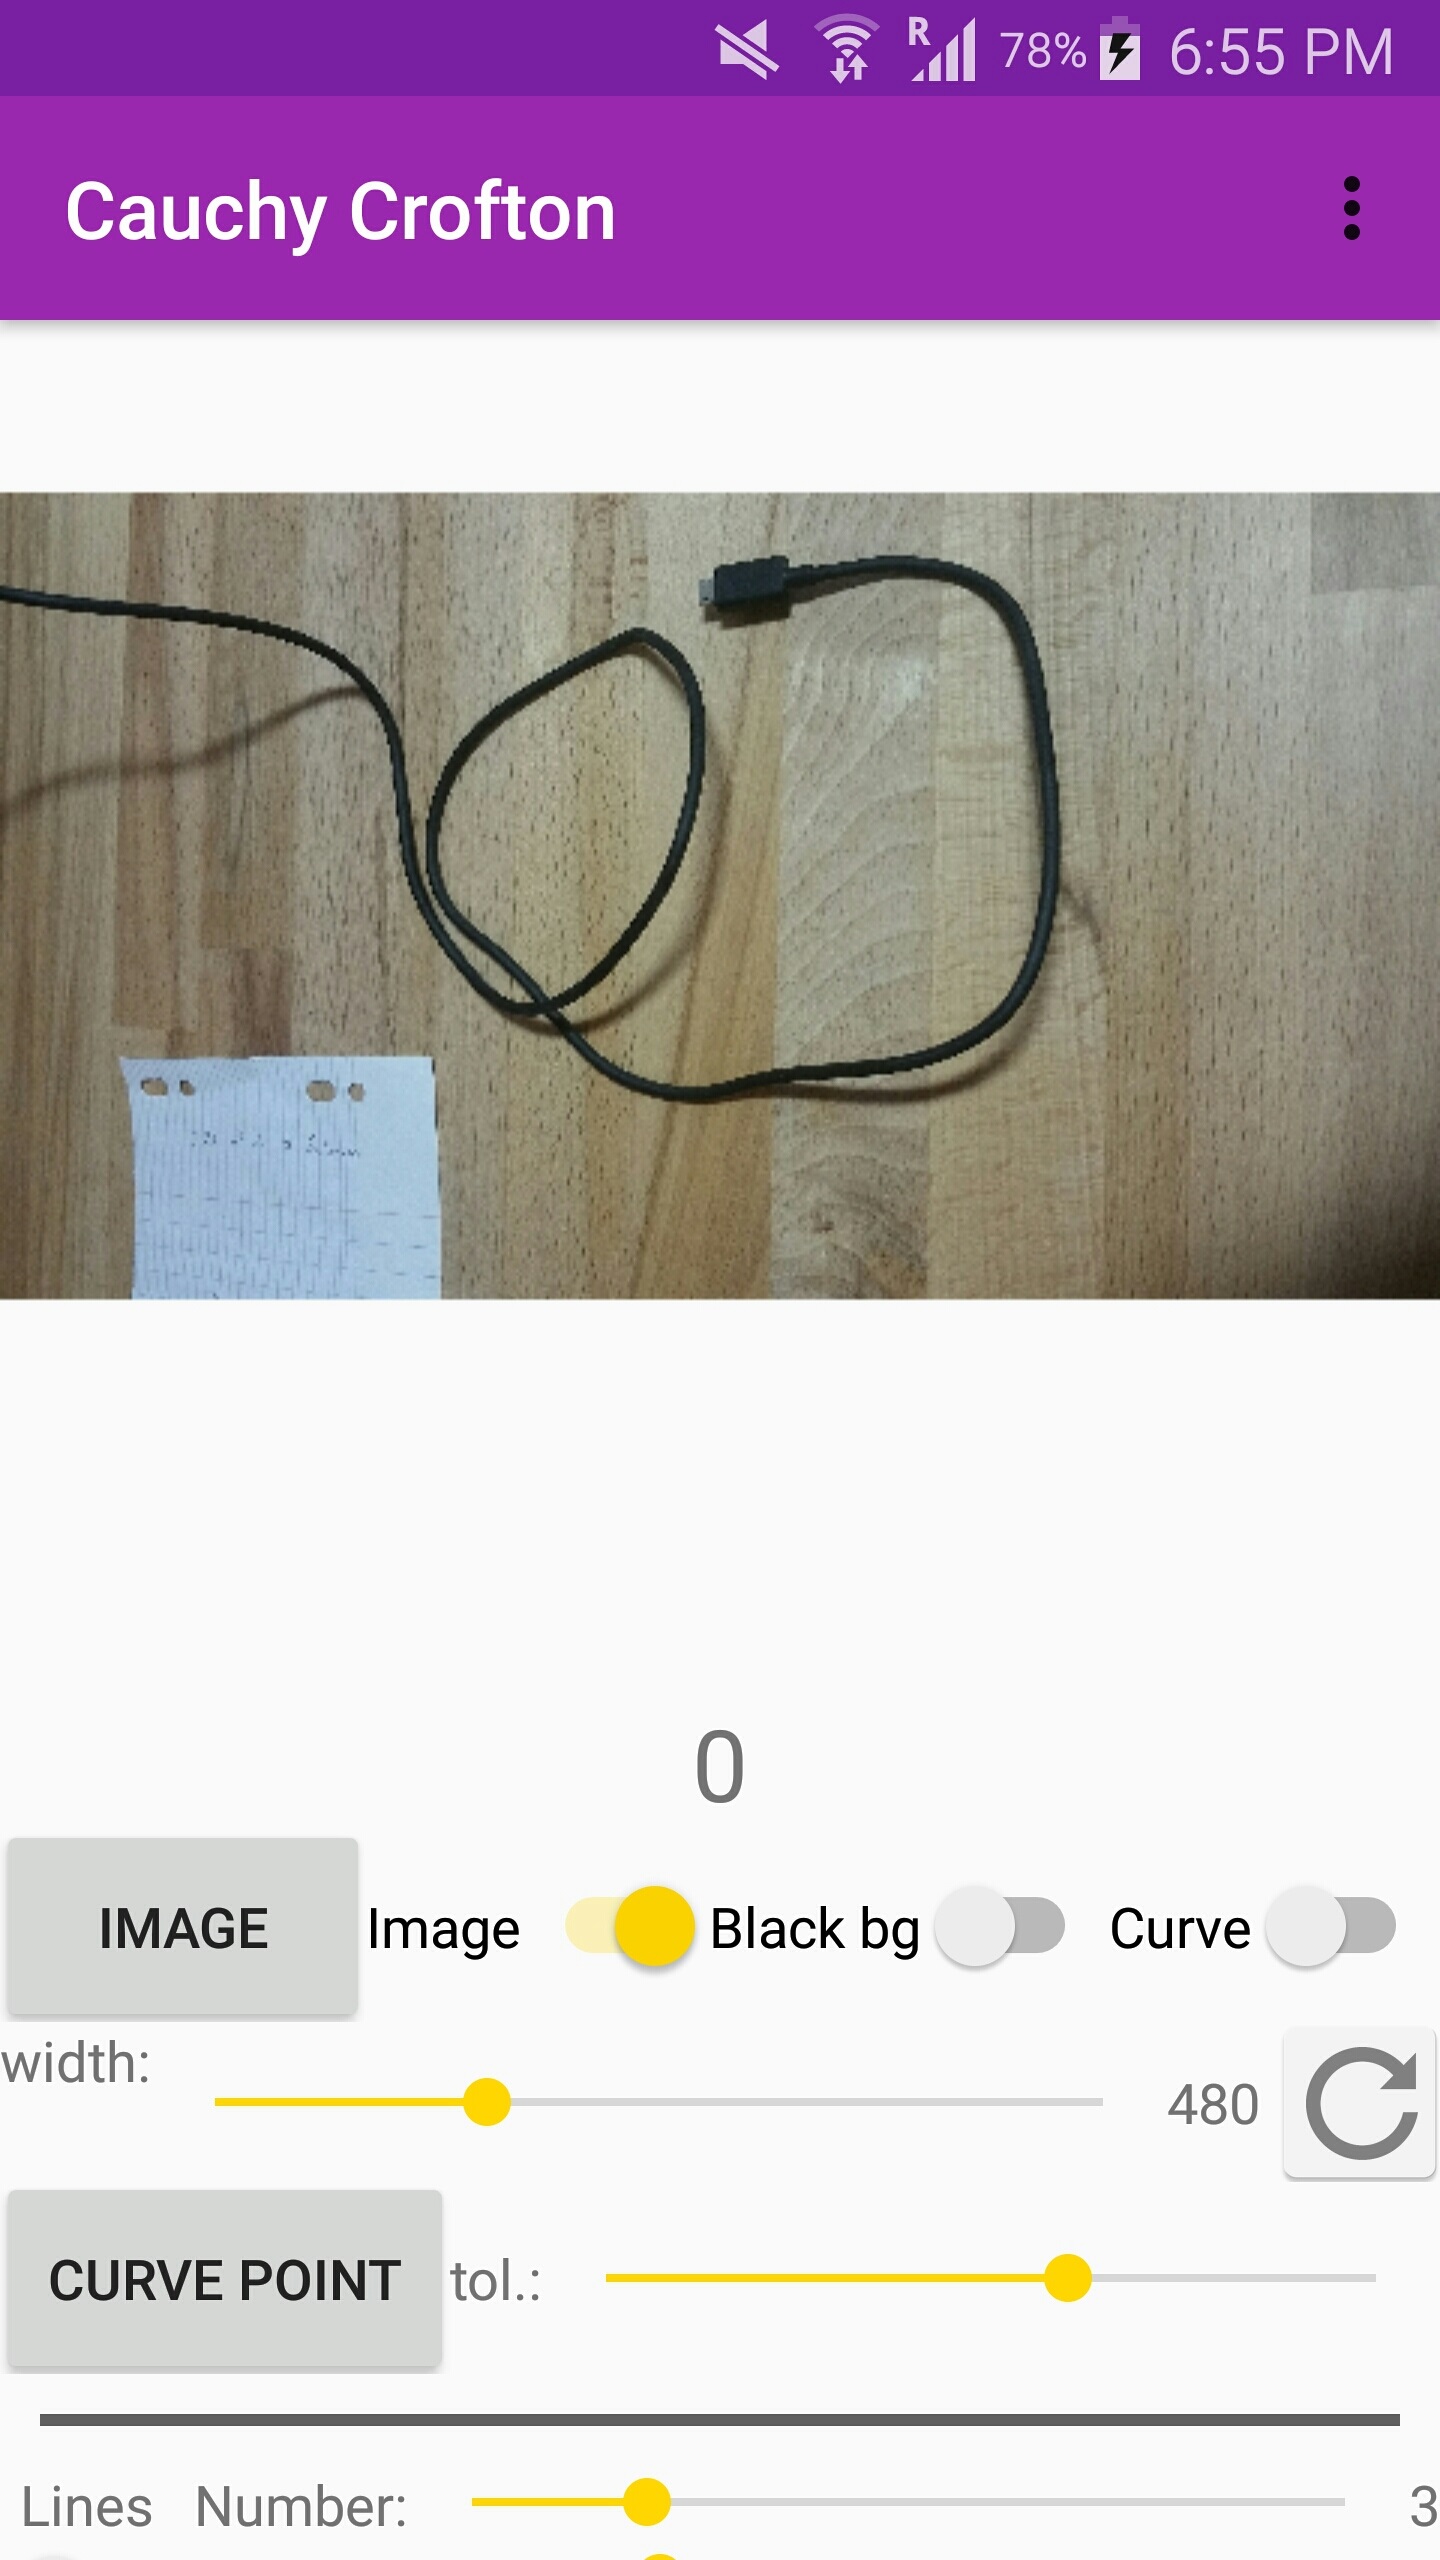 78% 6:55 PM
Cauchy Crofton
0
IMAGE Image Black bg Curve
width: 480
CURVE POINT tol.:
Lines Number: 3